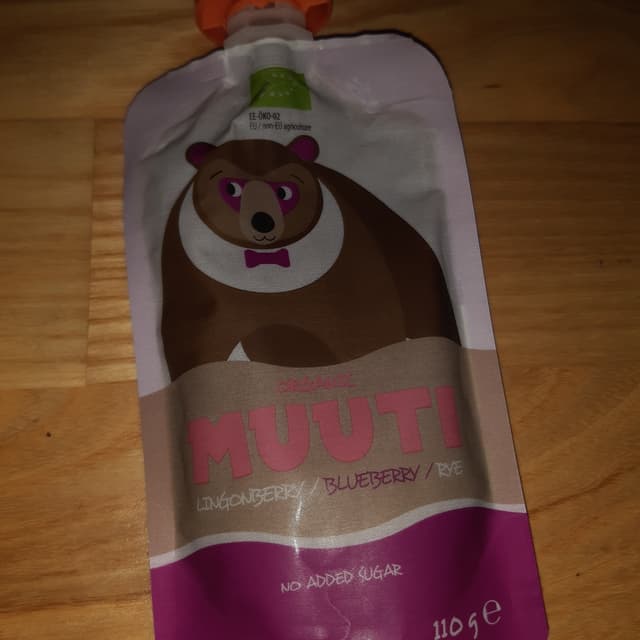 EE-ÖKO-02
EU / non-EU agriculture
ORGANIC
MUUTI
LINGONBERRY / BLUEBERRY / RYE
NO ADDED SUGAR
110 g e